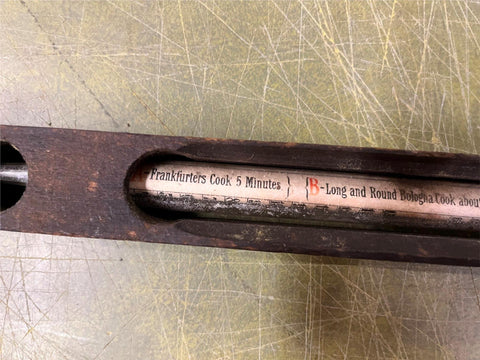 -Frankfurters Cook 5 Minutes } {B-Long and Round Bologna Cook about